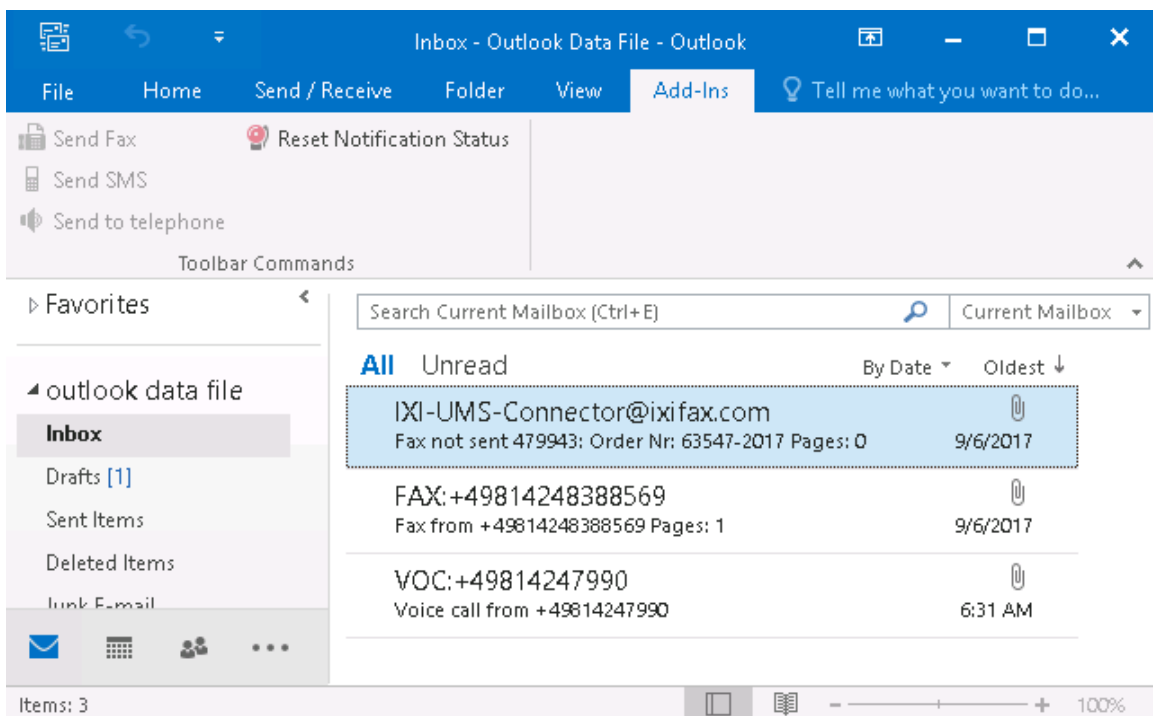 Inbox - Outlook Data File - Outlook
File Home Send / Receive Folder View Add-Ins Tell me what you want to do...
Send Fax Reset Notification Status
Send SMS
Send to telephone
Toolbar Commands
Favorites
Search Current Mailbox (Ctrl+E) Current Mailbox
All Unread By Date Oldest
outlook data file
IXI-UMS-Connector@ixifax.com
Fax not sent 479943: Order Nr: 63547-2017 Pages: 0 9/6/2017
Inbox
Drafts [1]
FAX:+49814248388569
Fax from +49814248388569 Pages: 1 9/6/2017
Sent Items
Deleted Items
VOC:+49814247990
Voice call from +49814247990 6:31 AM
Junk E-mail
Items: 3 100%